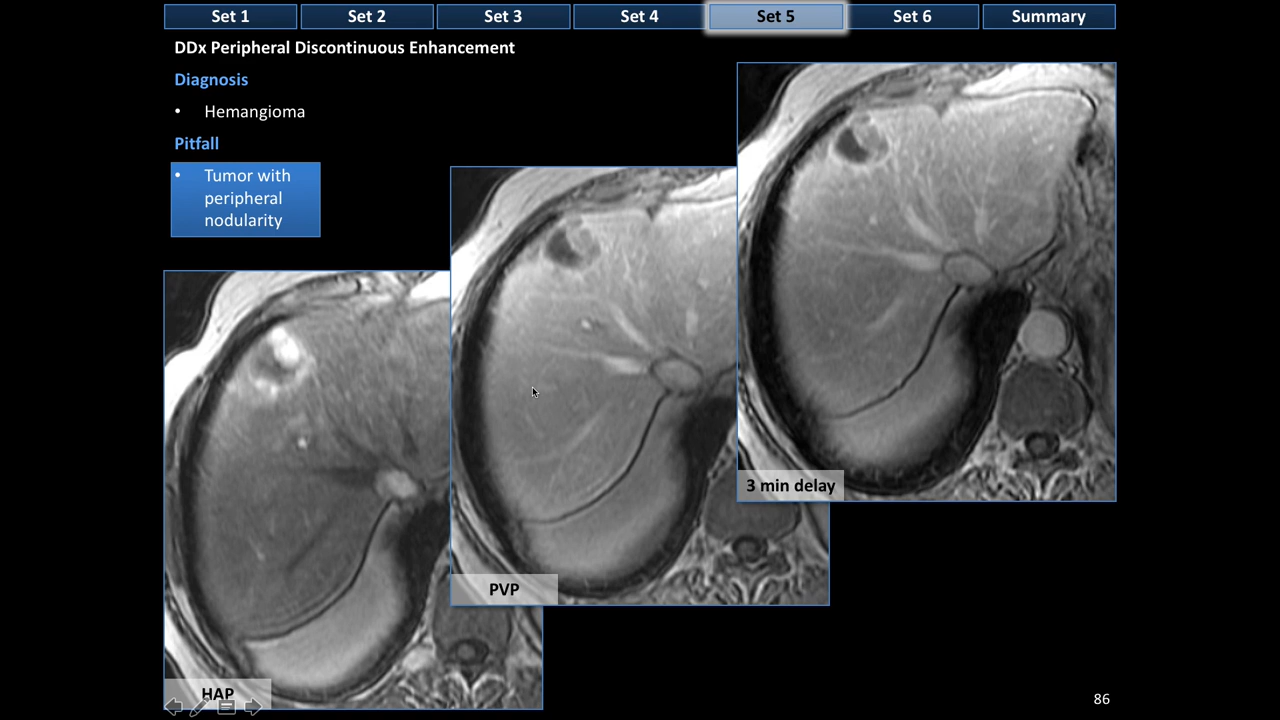 Set 1
Set 2
Set 3
Set 4
Set 5
Set 6
Summary
DDx Peripheral Discontinuous Enhancement
Diagnosis
• Hemangioma
Pitfall
• Tumor with
peripheral
nodularity
3 min delay
PVP
HAP
86